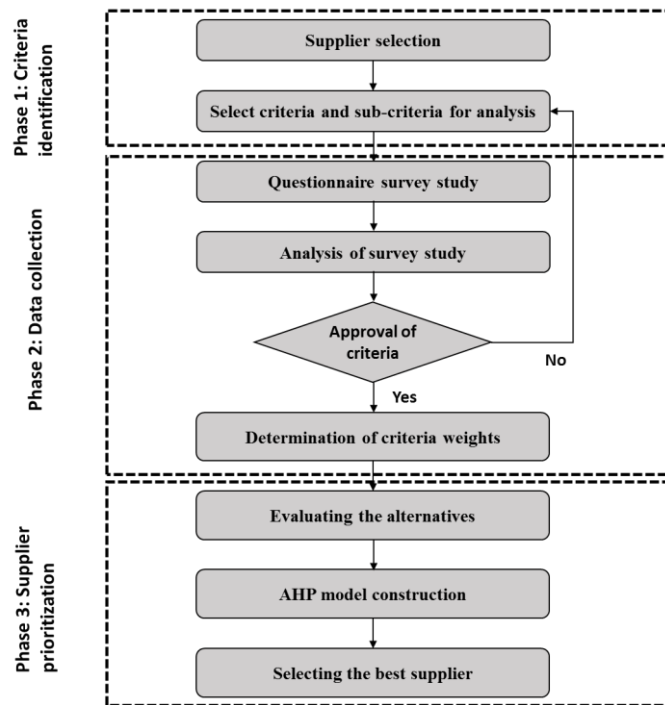 Phase 1: Criteria
identification
Supplier selection
Select criteria and sub-criteria for analysis
Phase 2: Data collection
Questionnaire survey study
Analysis of survey study
Approval of
criteria
No
Yes
Determination of criteria weights
Phase 3: Supplier
prioritization
Evaluating the alternatives
AHP model construction
Selecting the best supplier